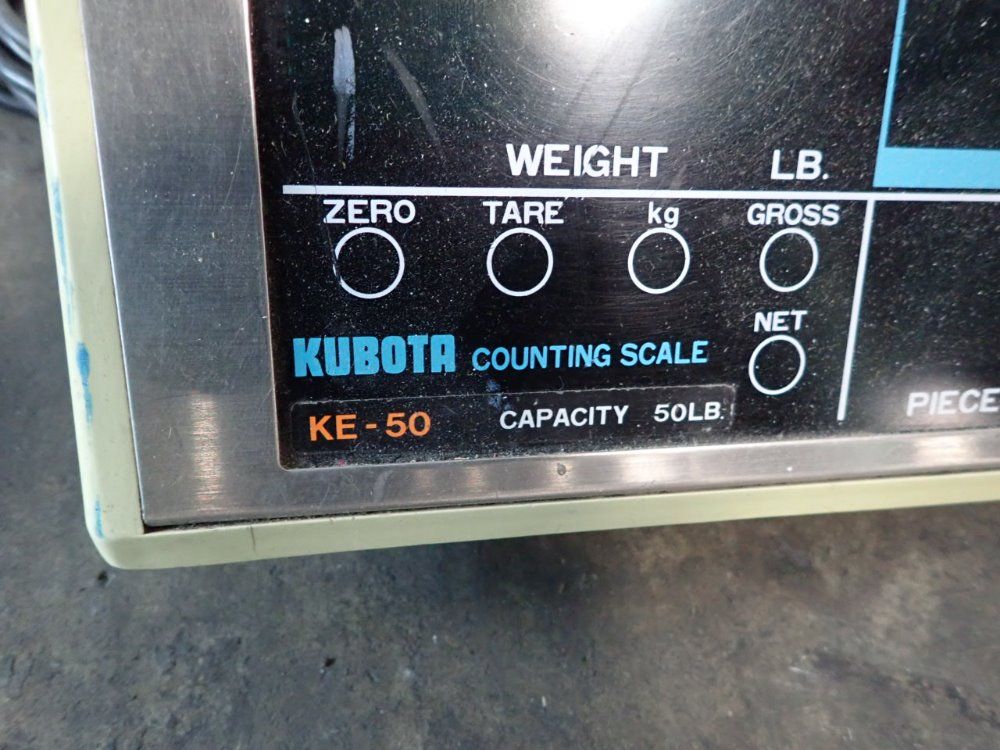 WEIGHT LB.
ZERO TARE kg GROSS
NET
KUBOTA COUNTING SCALE
KE-50 CAPACITY 50LB.
PIECE